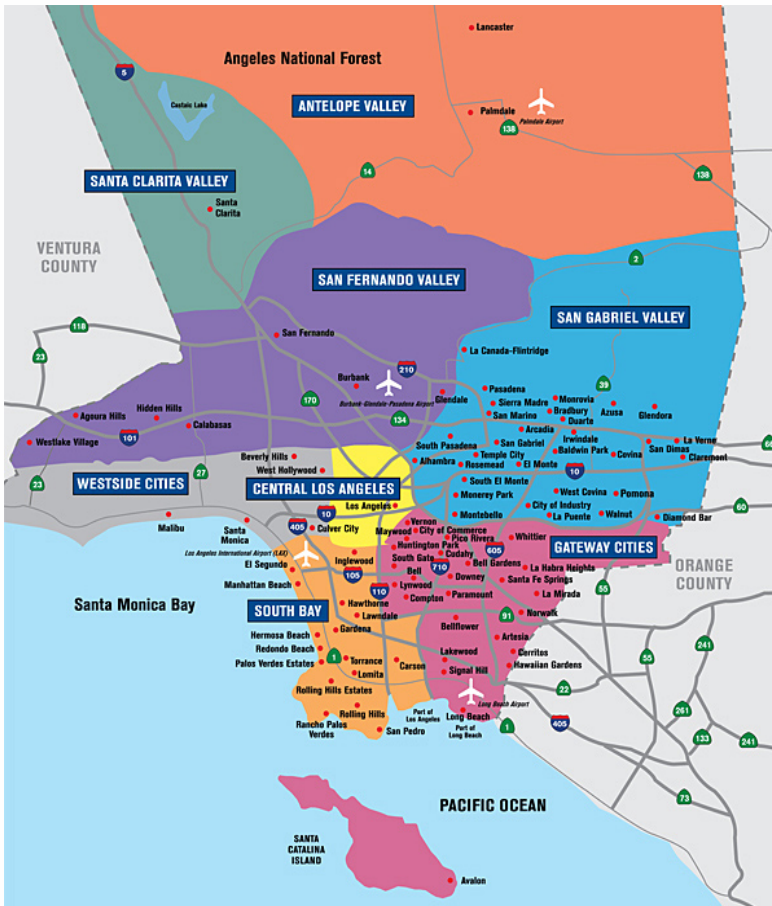 Lancaster
Angeles National Forest
5
Castaic Lake
ANTELOPE VALLEY
Palmdale
Palmdale Airport
138
14
138
SANTA CLARITA VALLEY
Santa
Clarita
VENTURA
COUNTY
2
SAN FERNANDO VALLEY
SAN GABRIEL VALLEY
118
23
San Fernando
La Canada-Flintridge
210
Burbank
Burbank-Glendale-Pasadena Airport
Glendale
170
134
Pasadena
Sierra Madre
San Marino
Monrovia
Bradbury
Duarte
39
Azusa
Glendora
Arcadia
Irwindale
Agoura Hills
Hidden Hills
Calabasas
101
Westlake Village
South Pasadena
San Gabriel
Baldwin Park
San Dimas
La Verne
66
Claremont
Beverly Hills
West Hollywood
Alhambra
Temple City
Rosemead
El Monte
Covina
10
23
WESTSIDE CITIES
27
CENTRAL LOS ANGELES
South El Monte
Monerey Park
West Covina
Pomona
Los Angeles
Montebello
City of Industry
La Puente
Walnut
60
Diamond Bar
Malibu
Santa
Monica
10
405
Culver City
Vernon
Maywood
City of Commerce
Huntington Park
Pico Rivera
Whittier
605
GATEWAY CITIES
Los Angeles International Airport (LAX)
Inglewood
South Gate
Cudahy
710
Bell Gardens
La Habra Heights
ORANGE
COUNTY
El Segundo
105
Bell
Downey
Santa Fe Springs
55
Manhattan Beach
110
Lynwood
Paramount
La Mirada
Compton
Santa Monica Bay
SOUTH BAY
Hawthorne
Lawndale
91
Norwalk
Gardena
Bellflower
Hermosa Beach
Redondo Beach
Palos Verdes Estates
1
Torrance
Lomita
Carson
Artesia
Lakewood
Cerritos
Signal Hill
Hawaiian Gardens
55
241
22
Rolling Hills Estates
Rolling Hills
Rancho Palos
Verdes
San Pedro
Port of
Los Angeles
Long Beach
Long Beach Airport
Port of
Long Beach
1
405
261
133
241
73
PACIFIC OCEAN
SANTA
CATALINA
ISLAND
Avalon